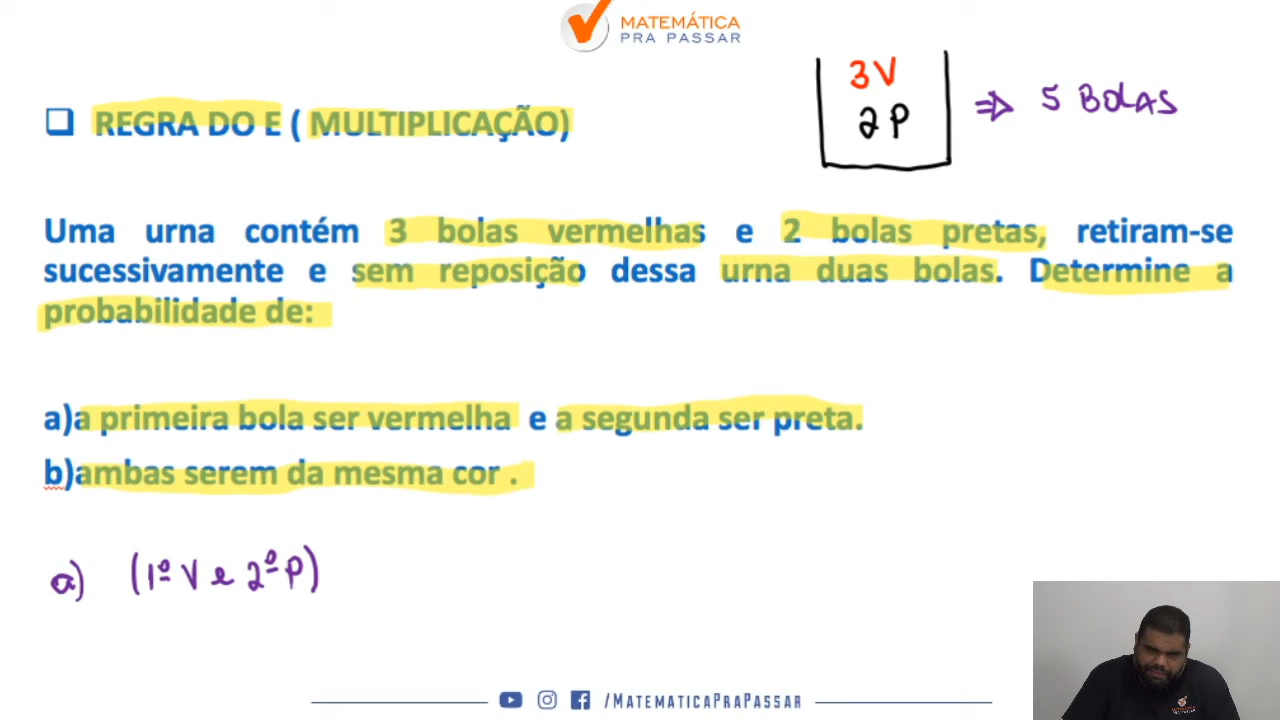 MATEMÁTICA
PRA PASSAR
3V
2P
⇒ 5 BOLAS
❑ REGRA DO E ( MULTIPLICAÇÃO)
Uma urna contém 3 bolas vermelhas e 2 bolas pretas, retiram-se
sucessivamente e sem reposição dessa urna duas bolas. Determine a
probabilidade de:
a)a primeira bola ser vermelha e a segunda ser preta.
b)ambas serem da mesma cor .
a) (1º V e 2º P)
/MatematicaPraPassar